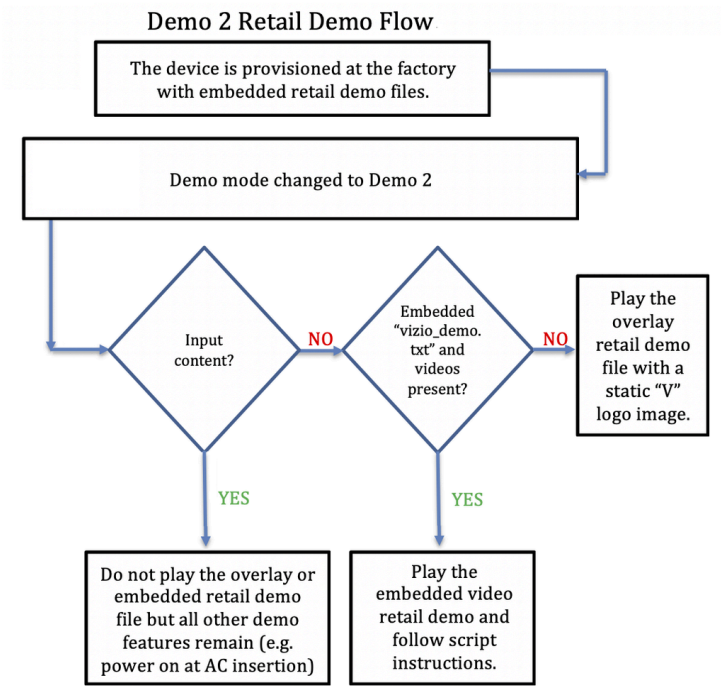 Demo 2 Retail Demo Flow
The device is provisioned at the factory
with embedded retail demo files.
Demo mode changed to Demo 2
Input
content?
NO
Embedded
“vizio_demo.
txt” and
videos
present?
NO
Play the
overlay
retail demo
file with a
static “V”
logo image.
YES
YES
Do not play the overlay or
embedded retail demo
file but all other demo
features remain (e.g.
power on at AC insertion)
Play the
embedded video
retail demo and
follow script
instructions.